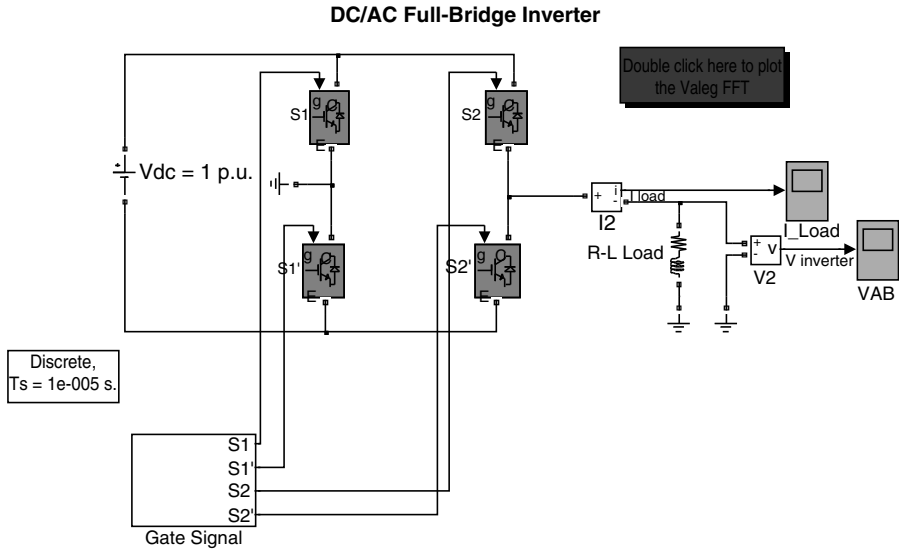 DC/AC Full-Bridge Inverter
Double click here to plot
the Valeg FFT
g
C
S1
E
g
C
S2
E
+
Vdc = 1 p.u.
+
-
i
I load
I2
I_Load
R-L Load
+
-
v
V inverter
V2
VAB
g
C
S1'
E
g
C
S2'
E
Discrete,
Ts = 1e-005 s.
S1
S1'
S2
S2'
Gate Signal